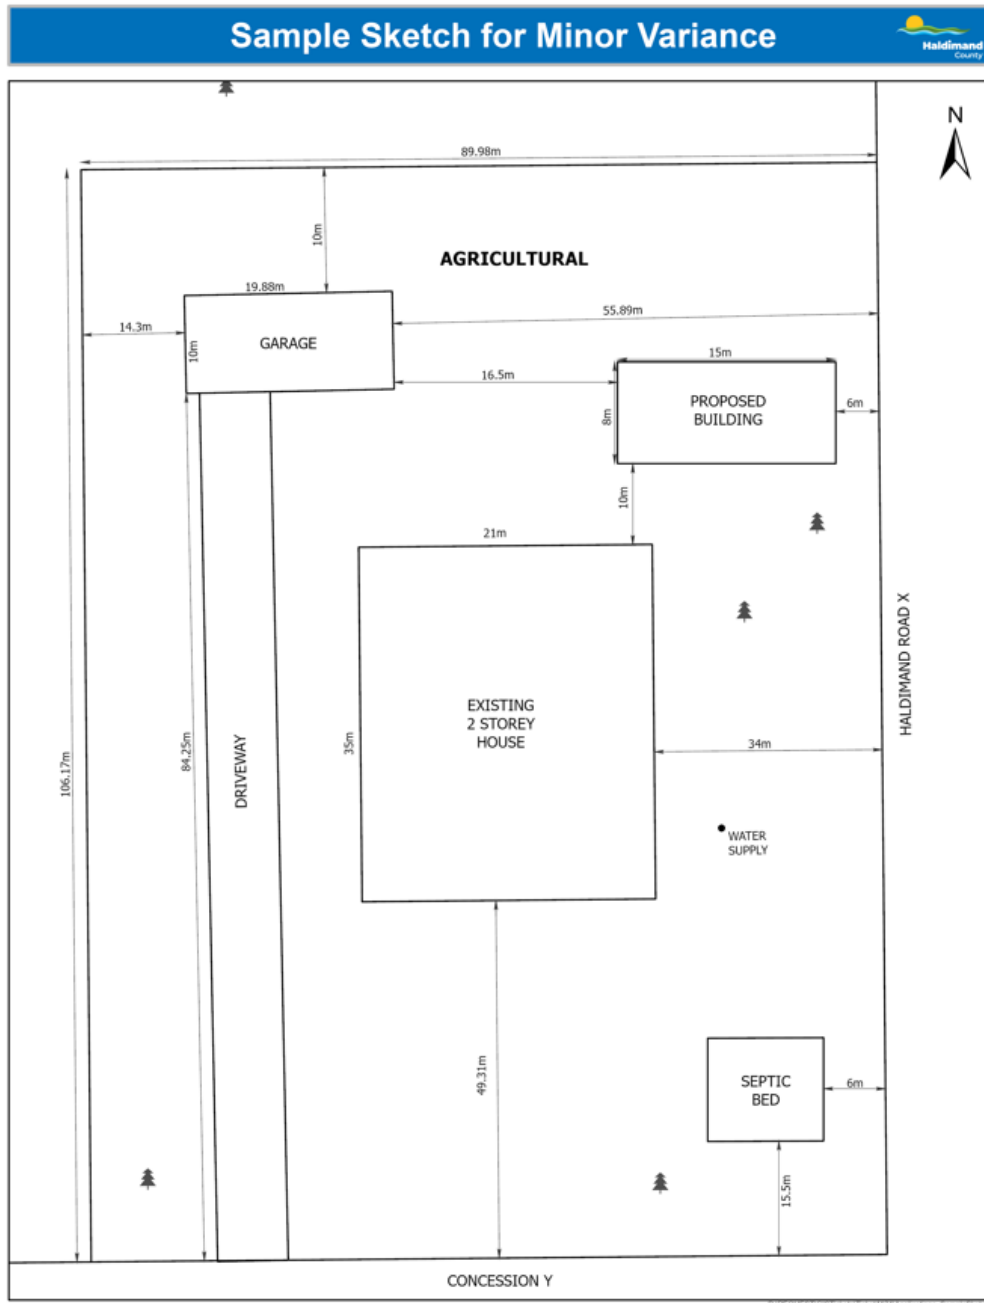 Sample Sketch for Minor Variance
Haldimand
County
N
89.98m
10m
AGRICULTURAL
19.88m
55.89m
14.3m
GARAGE
10m
15m
16.5m
PROPOSED
BUILDING
6m
8m
10m
21m
HALDIMAND ROAD X
EXISTING
2 STOREY
HOUSE
35m
34m
106.17m
84.25m
DRIVEWAY
WATER
SUPPLY
49.31m
SEPTIC
BED
6m
15.5m
CONCESSION Y